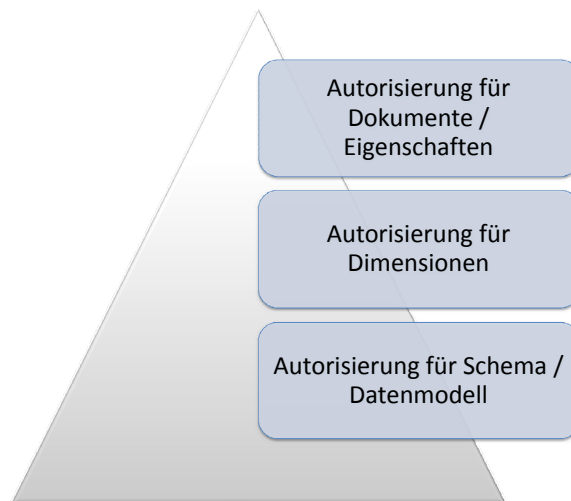 Autorisierung für
Dokumente /
Eigenschaften
Autorisierung für
Dimensionen
Autorisierung für Schema /
Datenmodell